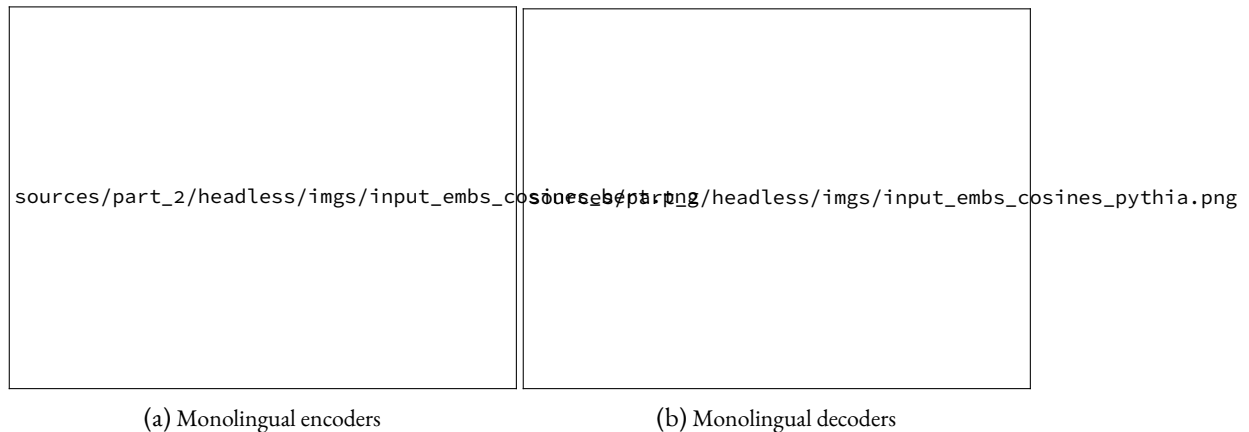 sources/part_2/headless/imgs/input_embs_cosines_bert.png
sources/part_2/headless/imgs/input_embs_cosines_pythia.png
(a) Monolingual encoders
(b) Monolingual decoders